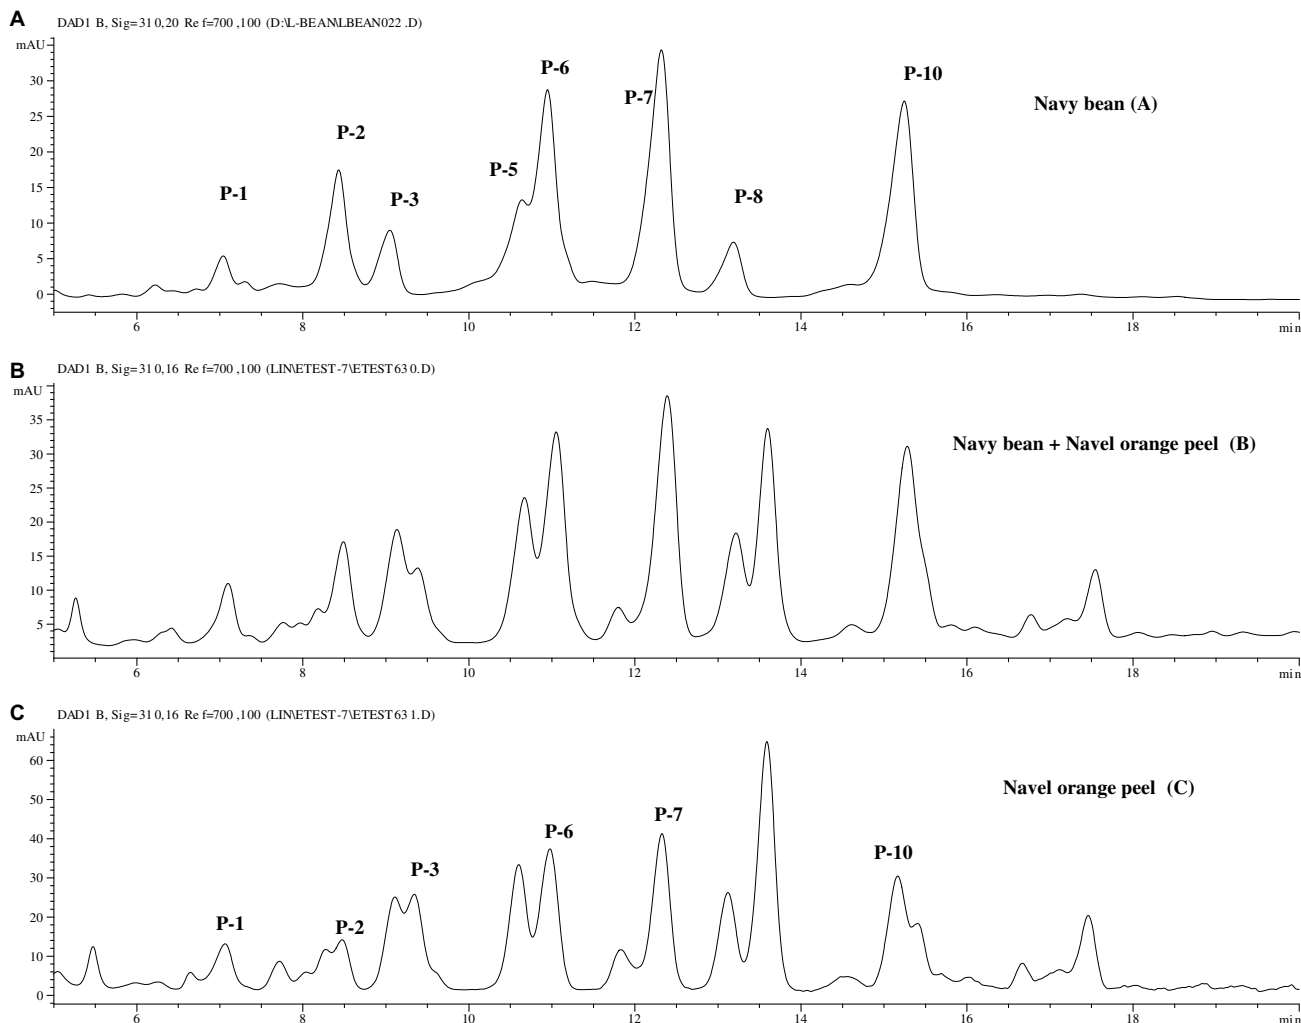 A
DAD1 B, Sig=310,20 Ref=700,100 (D:\L-BEAN\LBEAN022.D)
mAU
P-6
P-10
30
P-7
Navy bean (A)
25
P-2
20
P-5
15
P-1
P-3
P-8
10
5
0
6 8 10 12 14 16 18 min
B
DAD1 B, Sig=310,16 Ref=700,100 (LIN\ETEST-7\ETEST630.D)
mAU
35
Navy bean + Navel orange peel (B)
30
25
20
15
10
5
6 8 10 12 14 16 18 min
C
DAD1 B, Sig=310,16 Ref=700,100 (LIN\ETEST-7\ETEST631.D)
mAU
60
Navel orange peel (C)
50
P-7
40
P-6
P-10
P-3
30
20
P-1
P-2
10
0
6 8 10 12 14 16 18 min